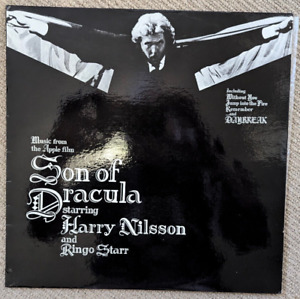 including
Without You
Jump into the Fire
Remember
and
DAYBREAK
Music from
the Apple film
Son of
Dracula
starring
Harry Nilsson
and
Ringo Starr